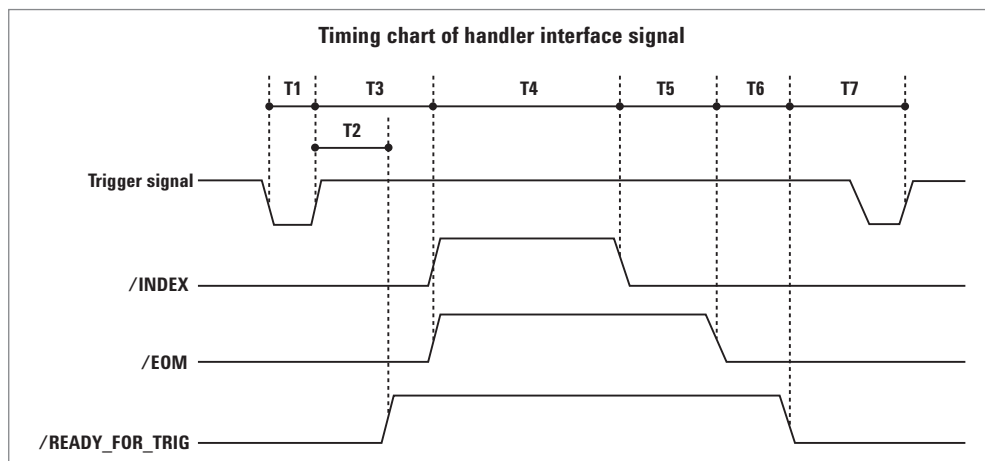 Timing chart of handler interface signal
T1 T3 T4 T5 T6 T7
T2
Trigger signal
/INDEX
/EOM
/READY_FOR_TRIG